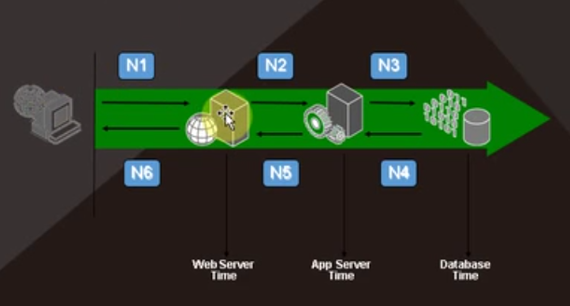 N1
N2
N3
N6
N5
N4
Web Server
Time
App Server
Time
Database
Time